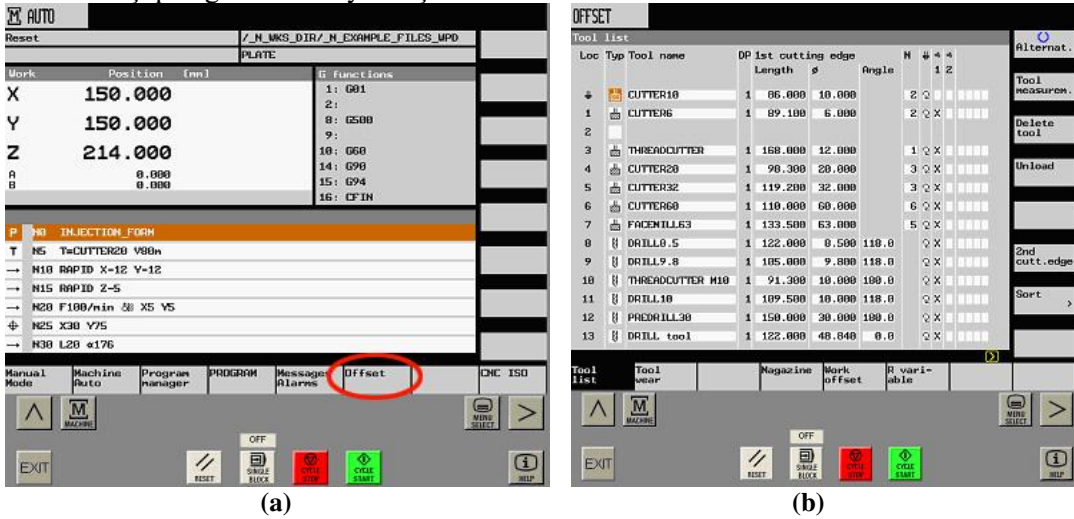 AUTO
Reset
/_N_WKS_DIR/_N_EXAMPLE_FILES_WPD
PLATE
Work Position [mm]
X 150.000
Y 150.000
Z 214.000
A 0.000
B 0.000
G functions
1: G01
2:
8: G500
9:
10: G60
14: G90
15: G94
16: CFIN
P N0 INJECTION_FORM
T N5 T=CUTTER20 V80m
→ N10 RAPID X-12 Y-12
→ N15 RAPID Z-5
→ N20 F100/min X5 Y5
N25 X30 Y75
→ N30 L20 α176
Manual Mode
Machine Auto
Program manager
PROGRAM
Messages Alarms
Offset
CNC ISO
M MACHINE
MENU SELECT
>
EXIT
RESET
OFF
SINGLE BLOCK
CYCLE STOP
CYCLE START
i HELP
(a)
OFFSET
Tool list
Loc Typ Tool name DP 1st cutting edge N
Length ø Angle 1 2
CUTTER10 1 86.000 10.000 2
1 CUTTER6 1 89.100 6.000 2 X
2
3 THREADCUTTER 1 168.000 12.000 1 X
4 CUTTER20 1 98.300 20.000 3 X
5 CUTTER32 1 119.200 32.000 3 X
6 CUTTER60 1 110.000 60.000 6 X
7 FACEMILL63 1 133.500 63.000 5 X
8 DRILL8.5 1 122.000 8.500 118.0 X
9 DRILL9.8 1 105.000 9.800 118.0 X
10 THREADCUTTER M10 1 91.300 10.000 180.0 X
11 DRILL10 1 109.500 10.000 118.0 X
12 PREDRILL30 1 150.000 30.000 180.0 X
13 DRILL tool 1 122.000 48.040 0.0 X
Alternat.
Tool measurem.
Delete tool
Unload
2nd cutt.edge
Sort >
Tool list
Tool wear
Magazine
Work offset
R vari- able
M MACHINE
MENU SELECT
>
EXIT
RESET
OFF
SINGLE BLOCK
CYCLE STOP
CYCLE START
i HELP
(b)